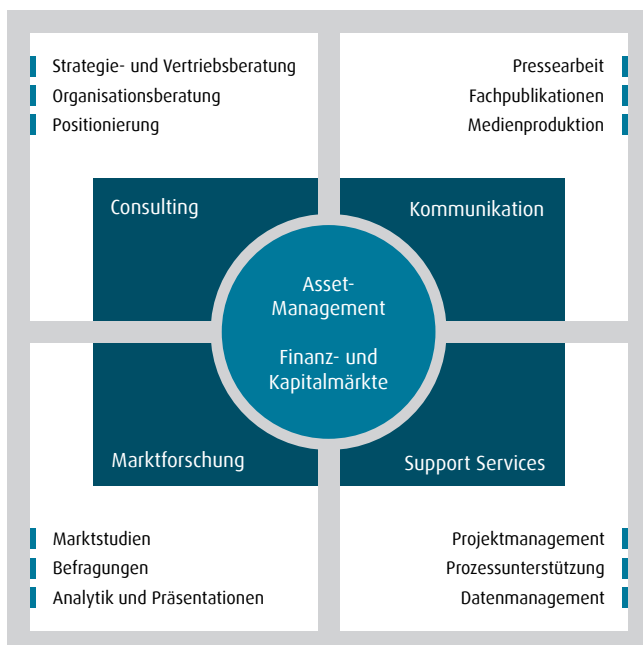 Strategie- und Vertriebsberatung
Organisationsberatung
Positionierung
Pressearbeit
Fachpublikationen
Medienproduktion
Consulting
Kommunikation
Asset-
Management
Finanz- und
Kapitalmärkte
Marktforschung
Support Services
Marktstudien
Befragungen
Analytik und Präsentationen
Projektmanagement
Prozessunterstützung
Datenmanagement